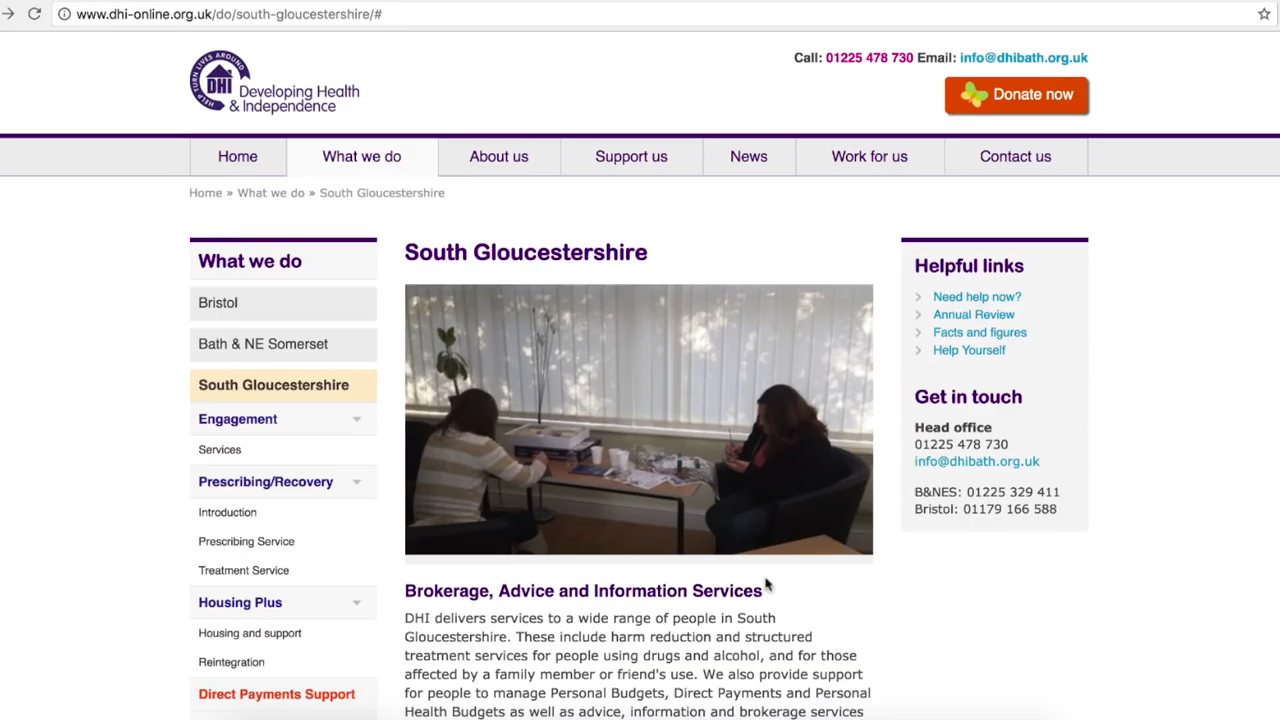 www.dhi-online.org.uk/do/south-gloucestershire/#
HELP TURN LIVES AROUND
DHI
Developing Health
& Independence
Call: 01225 478 730 Email: info@dhibath.org.uk
Donate now
Home
What we do
About us
Support us
News
Work for us
Contact us
Home » What we do » South Gloucestershire
What we do
Bristol
Bath & NE Somerset
South Gloucestershire
Engagement
Services
Prescribing/Recovery
Introduction
Prescribing Service
Treatment Service
Housing Plus
Housing and support
Reintegration
Direct Payments Support
South Gloucestershire
Brokerage, Advice and Information Services
DHI delivers services to a wide range of people in South
Gloucestershire. These include harm reduction and structured
treatment services for people using drugs and alcohol, and for those
affected by a family member or friend's use. We also provide support
for people to manage Personal Budgets, Direct Payments and Personal
Health Budgets as well as advice, information and brokerage services
Helpful links
Need help now?
Annual Review
Facts and figures
Help Yourself
Get in touch
Head office
01225 478 730
info@dhibath.org.uk
B&NES: 01225 329 411
Bristol: 01179 166 588